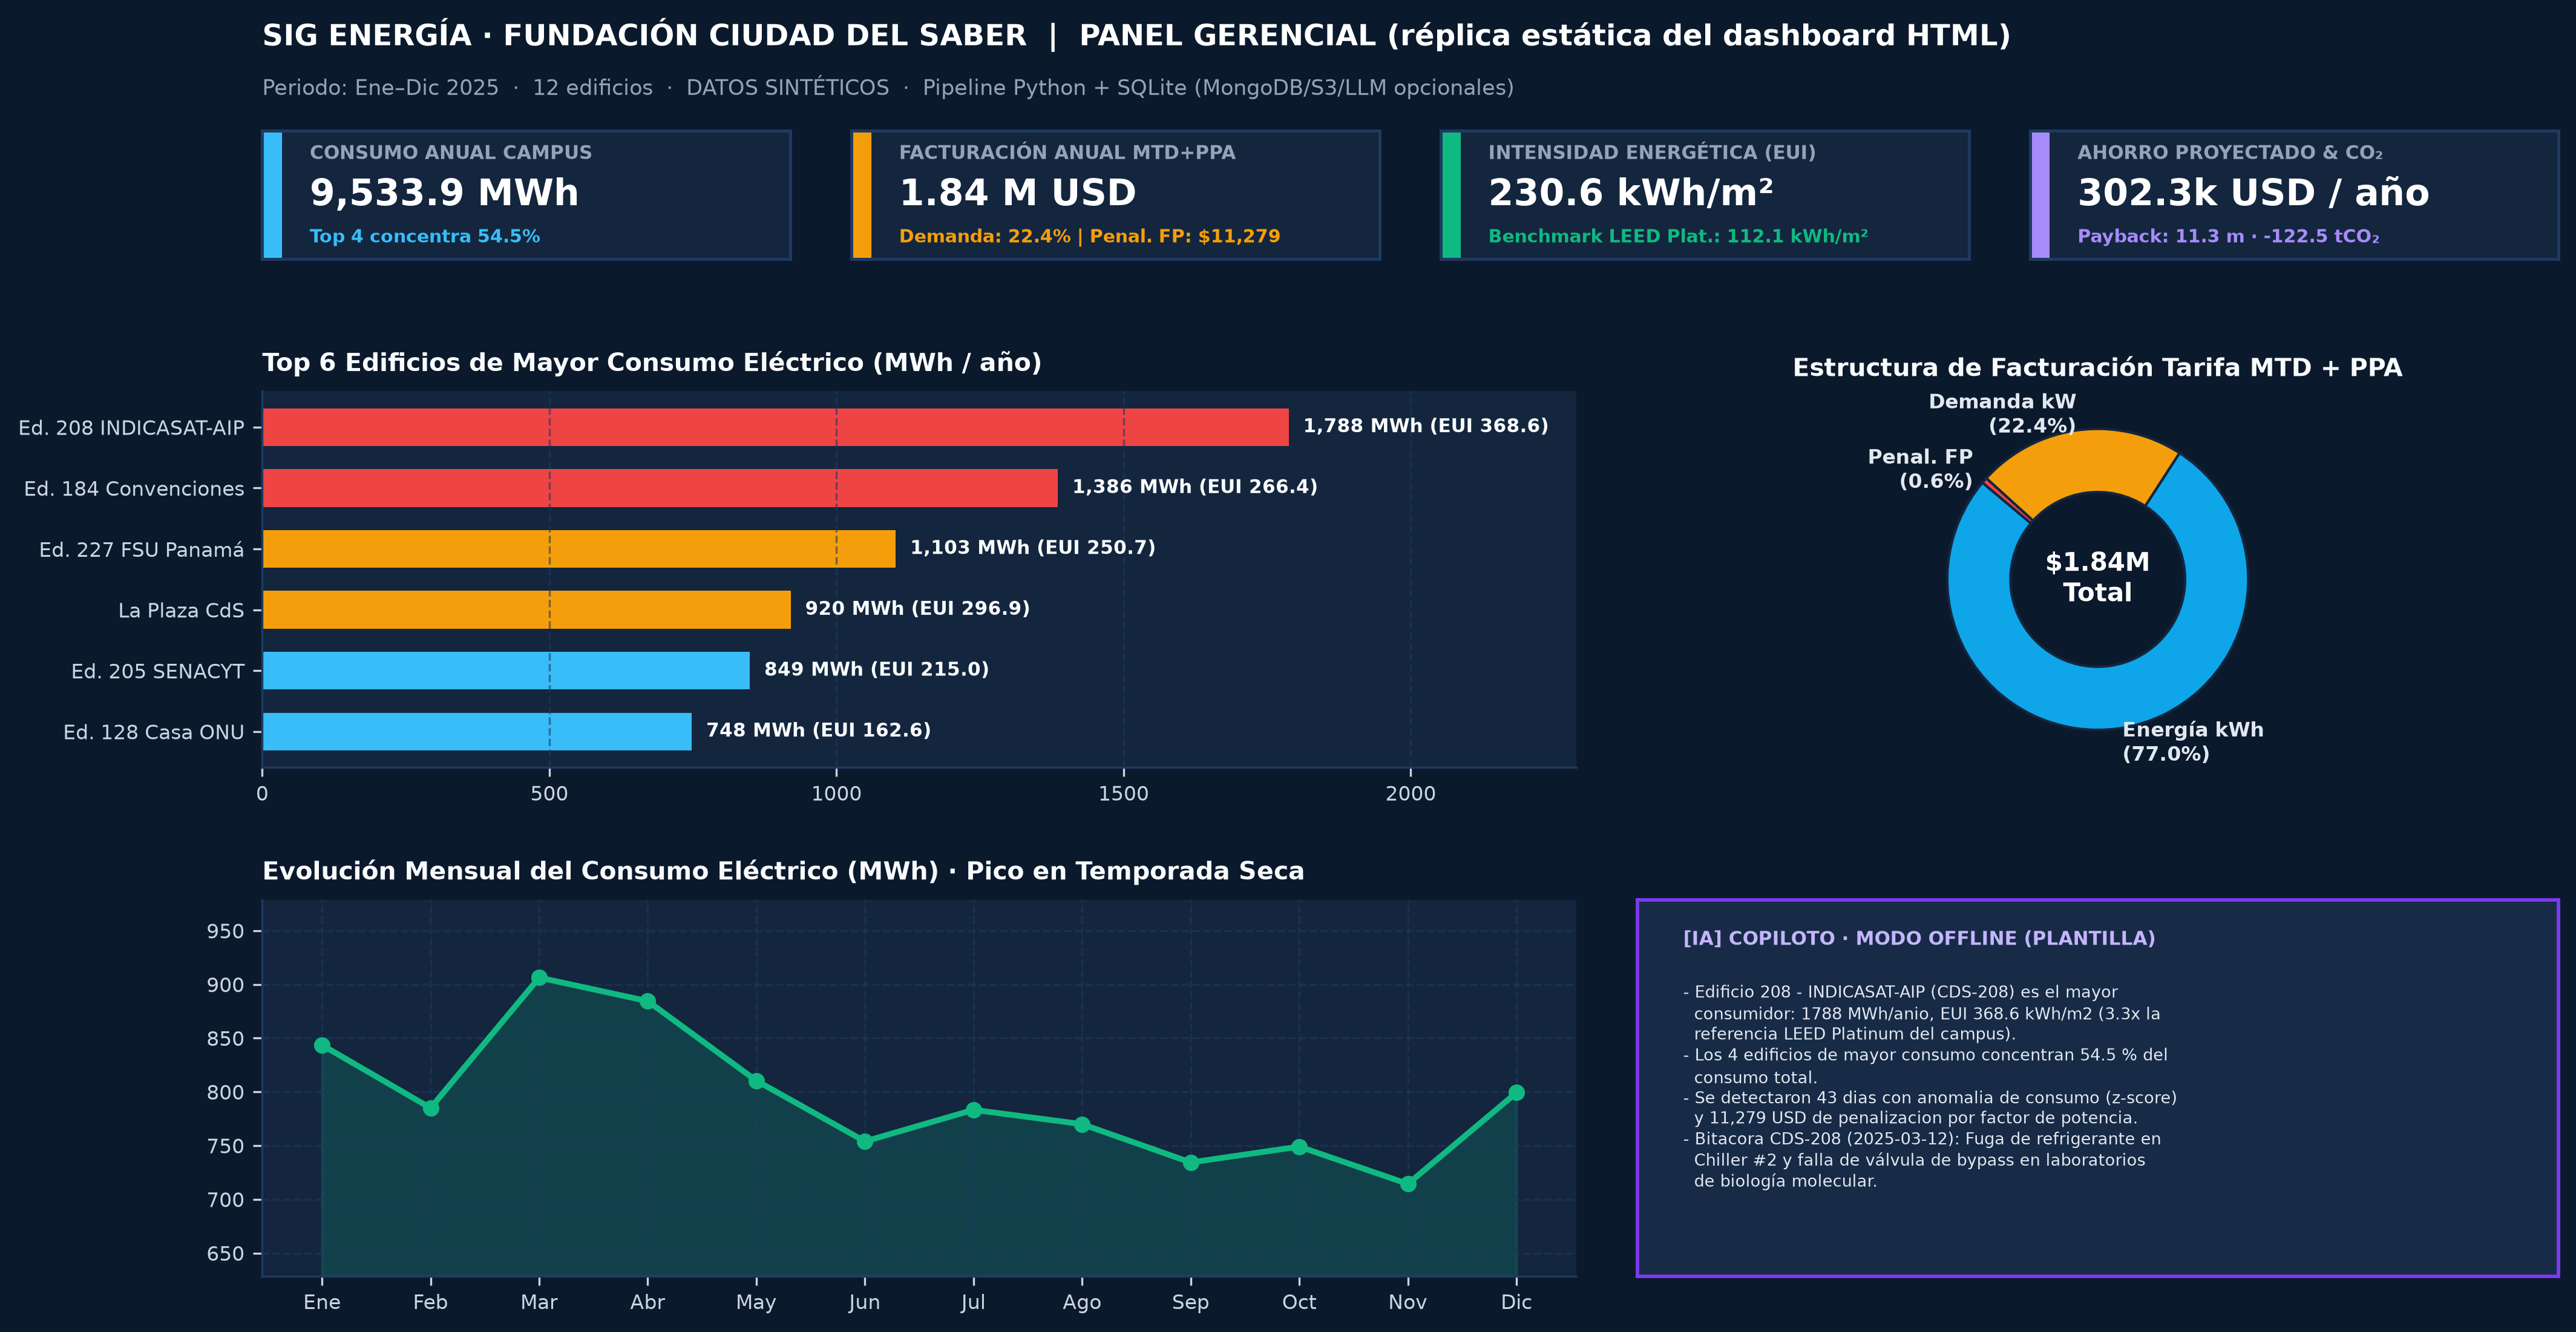 SIG ENERGÍA · FUNDACIÓN CIUDAD DEL SABER | PANEL GERENCIAL (réplica estática del dashboard HTML)
Periodo: Ene–Dic 2025 · 12 edificios · DATOS SINTÉTICOS · Pipeline Python + SQLite (MongoDB/S3/LLM opcionales)
CONSUMO ANUAL CAMPUS
9,533.9 MWh
Top 4 concentra 54.5%
FACTURACIÓN ANUAL MTD+PPA
1.84 M USD
Demanda: 22.4% | Penal. FP: $11,279
INTENSIDAD ENERGÉTICA (EUI)
230.6 kWh/m²
Benchmark LEED Plat.: 112.1 kWh/m²
AHORRO PROYECTADO & CO₂
302.3k USD / año
Payback: 11.3 m · -122.5 tCO₂
Top 6 Edificios de Mayor Consumo Eléctrico (MWh / año)
Ed. 208 INDICASAT-AIP
1,788 MWh (EUI 368.6)
Ed. 184 Convenciones
1,386 MWh (EUI 266.4)
Ed. 227 FSU Panamá
1,103 MWh (EUI 250.7)
La Plaza CdS
920 MWh (EUI 296.9)
Ed. 205 SENACYT
849 MWh (EUI 215.0)
Ed. 128 Casa ONU
748 MWh (EUI 162.6)
0 500 1000 1500 2000
Estructura de Facturación Tarifa MTD + PPA
Demanda kW
(22.4%)
Penal. FP
(0.6%)
$1.84M
Total
Energía kWh
(77.0%)
Evolución Mensual del Consumo Eléctrico (MWh) · Pico en Temporada Seca
950
900
850
800
750
700
650
Ene Feb Mar Abr May Jun Jul Ago Sep Oct Nov Dic
[IA] COPILOTO · MODO OFFLINE (PLANTILLA)
- Edificio 208 - INDICASAT-AIP (CDS-208) es el mayor
consumidor: 1788 MWh/anio, EUI 368.6 kWh/m2 (3.3x la
referencia LEED Platinum del campus).
- Los 4 edificios de mayor consumo concentran 54.5 % del
consumo total.
- Se detectaron 43 dias con anomalia de consumo (z-score)
y 11,279 USD de penalizacion por factor de potencia.
- Bitacora CDS-208 (2025-03-12): Fuga de refrigerante en
Chiller #2 y falla de válvula de bypass en laboratorios
de biología molecular.